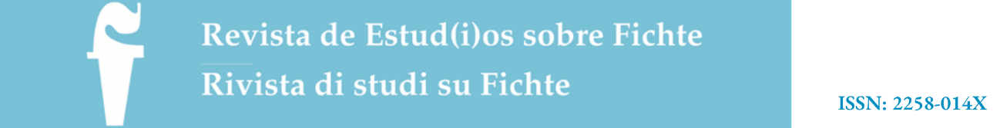 Revista de Estud(i)os sobre Fichte
Rivista di studi su Fichte
ISSN: 2258-014X